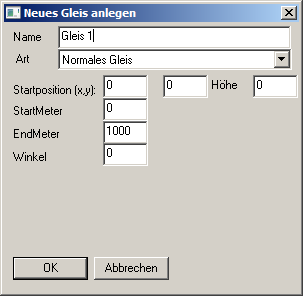 Neues Gleis anlegen
Name Gleis 1
Art Normales Gleis
Startposition (x,y): 0 0 Höhe 0
StartMeter 0
EndMeter 1000
Winkel 0
OK Abbrechen